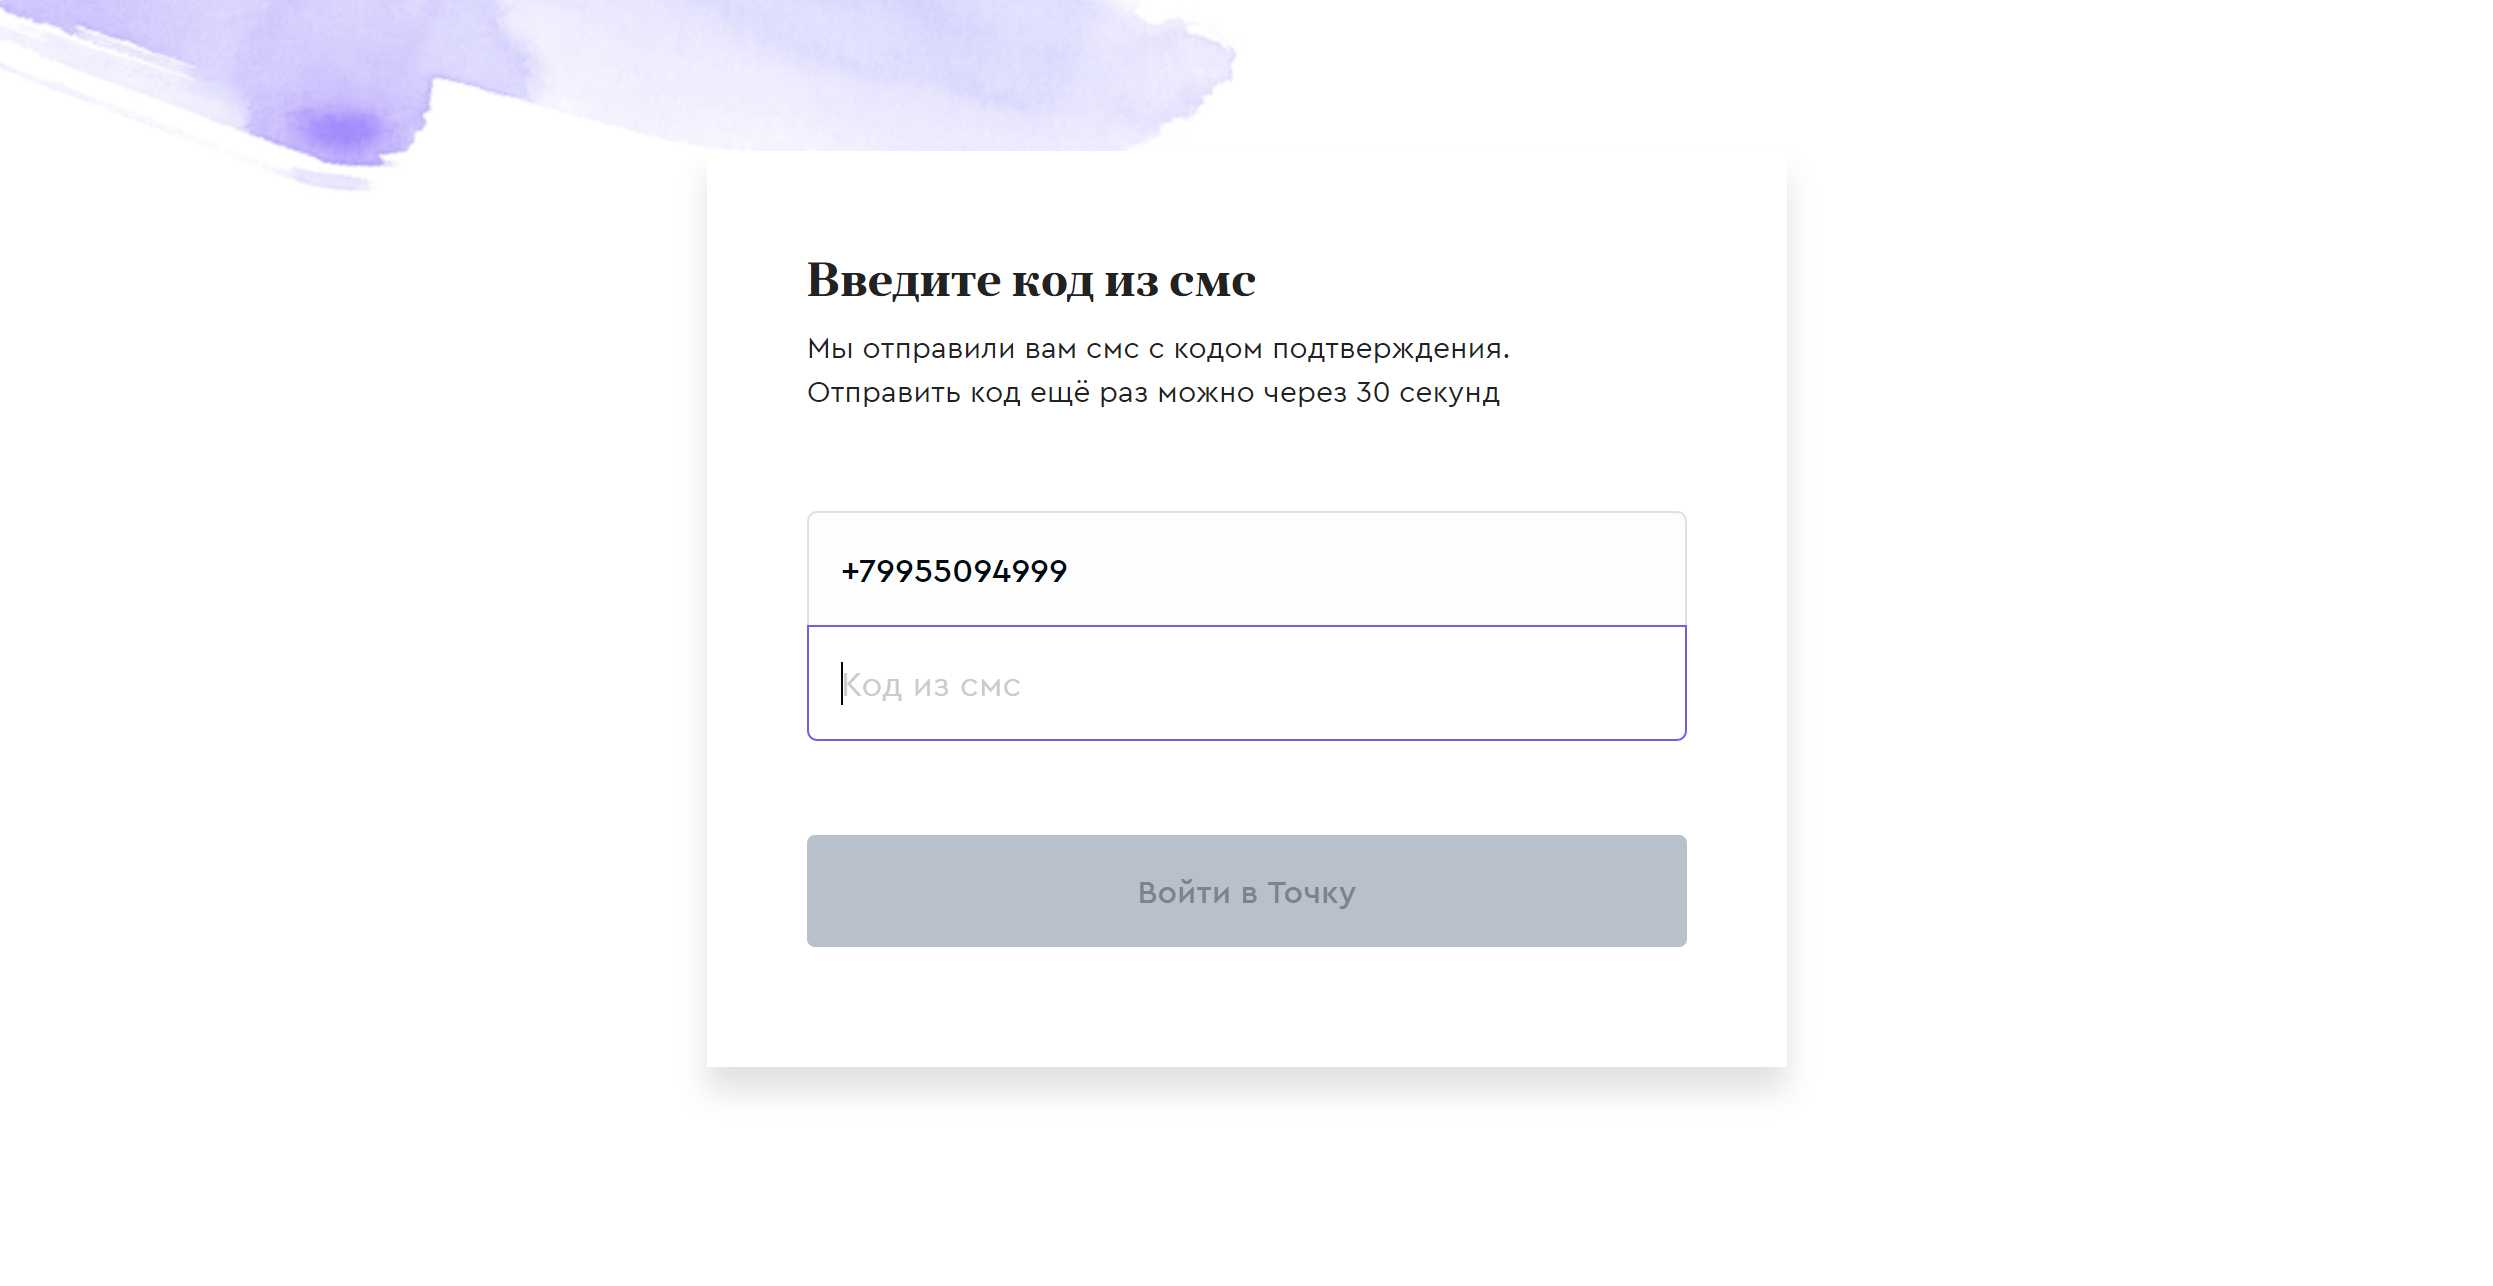 Введите код из смс
Мы отправили вам смс с кодом подтверждения.
Отправить код ещё раз можно через 30 секунд
+79955094999
Код из смс
Войти в Точку